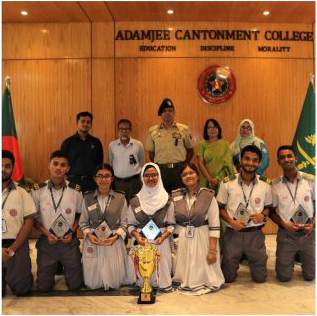 ADAMJEE CANTONMENT COLLEGE
EDUCATION DISCIPLINE MORALITY